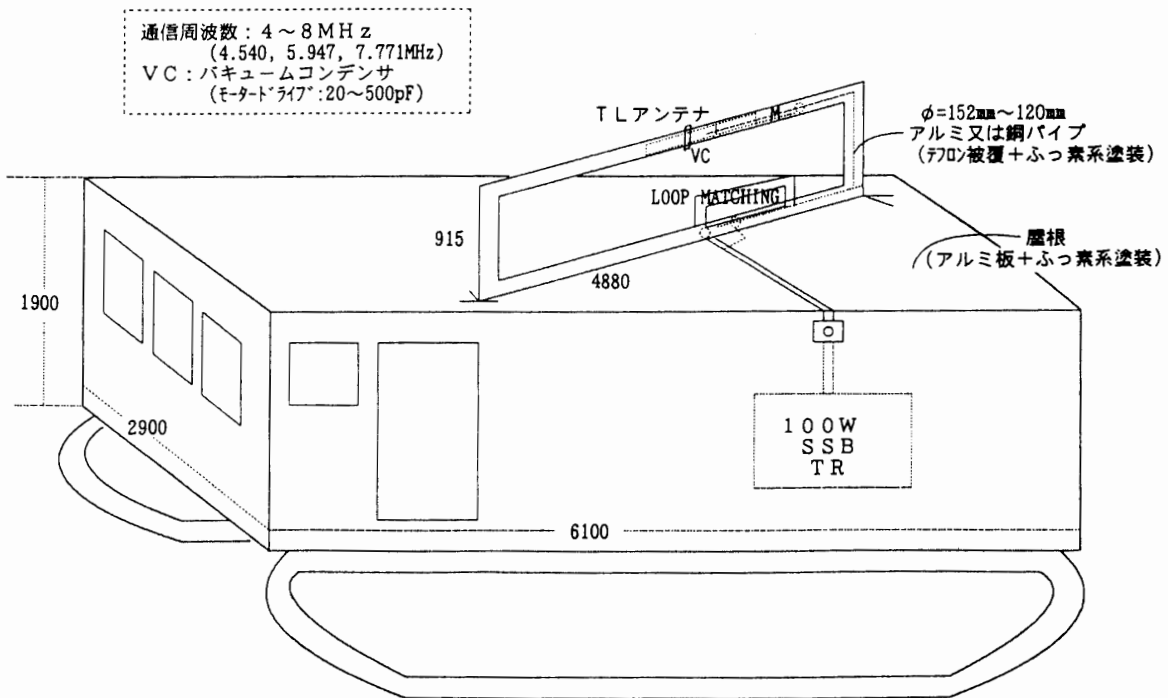 通信周波数：4～8MHz
(4.540, 5.947, 7.771MHz)
VC：バキュームコンデンサ
(ﾓｰﾀｰﾄﾞﾗｲﾌﾞ:20～500pF)
TLアンテナ
M
VC
φ=152mm～120mm
アルミ又は銅パイプ
(ﾃﾌﾛﾝ被覆＋ふっ素系塗装)
LOOP MATCHING
915
4880
屋根
(アルミ板＋ふっ素系塗装)
1900
2900
100W
SSB
TR
6100